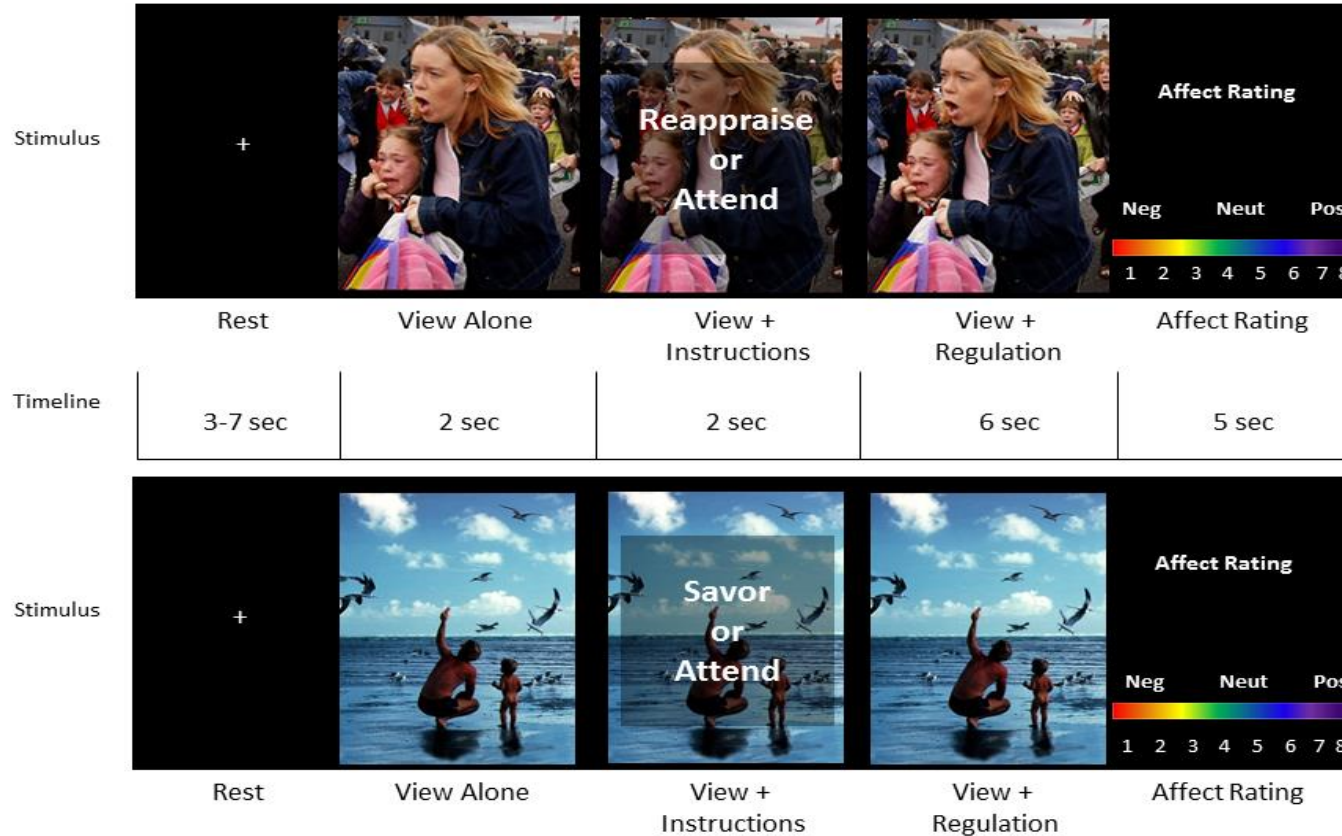 Stimulus
+
Reappraise
or
Attend
Affect Rating
Neg Neut Pos
1 2 3 4 5 6 7 8
Rest
View Alone
View +
Instructions
View +
Regulation
Affect Rating
Timeline
3-7 sec
2 sec
2 sec
6 sec
5 sec
Stimulus
+
Savor
or
Attend
Affect Rating
Neg Neut Pos
1 2 3 4 5 6 7 8
Rest
View Alone
View +
Instructions
View +
Regulation
Affect Rating